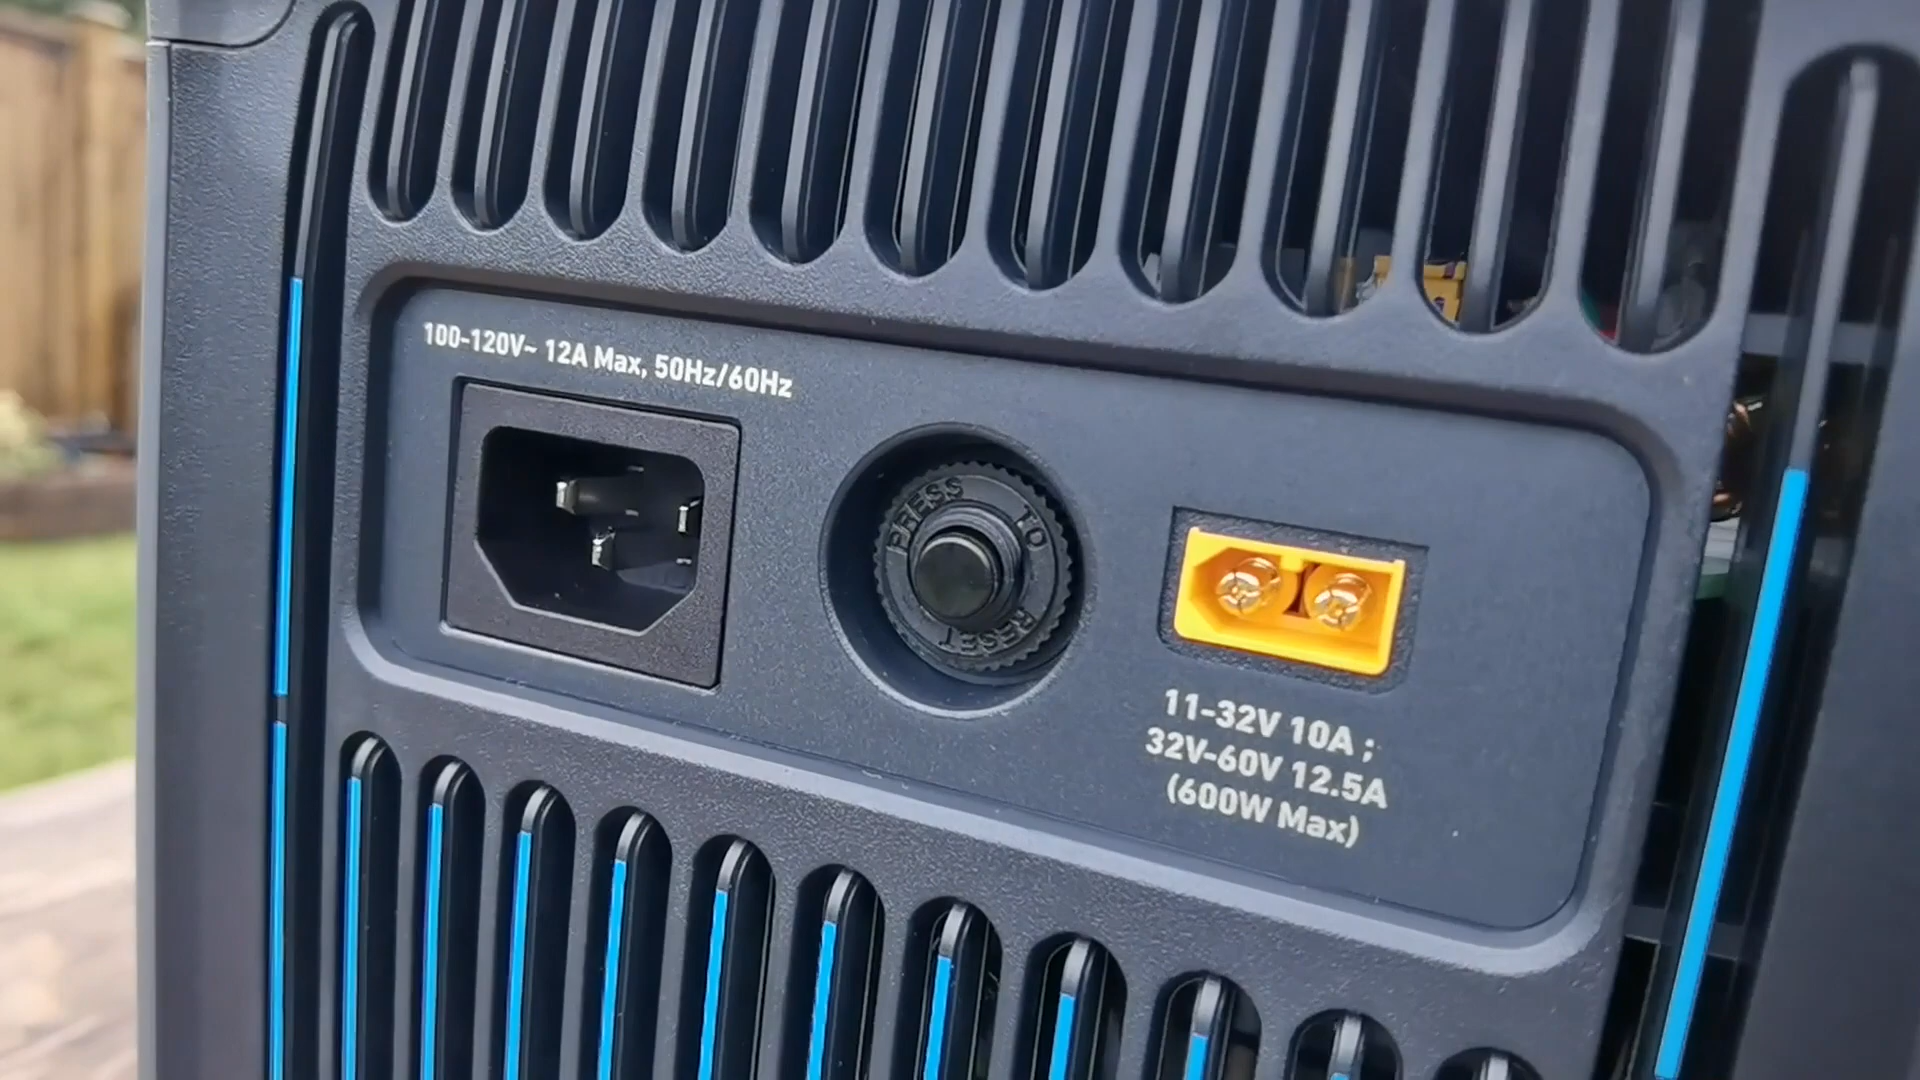 100-120V~ 12A Max, 50Hz/60Hz
PRESS TO RESET
11-32V 10A ;
32V-60V 12.5A
(600W Max)